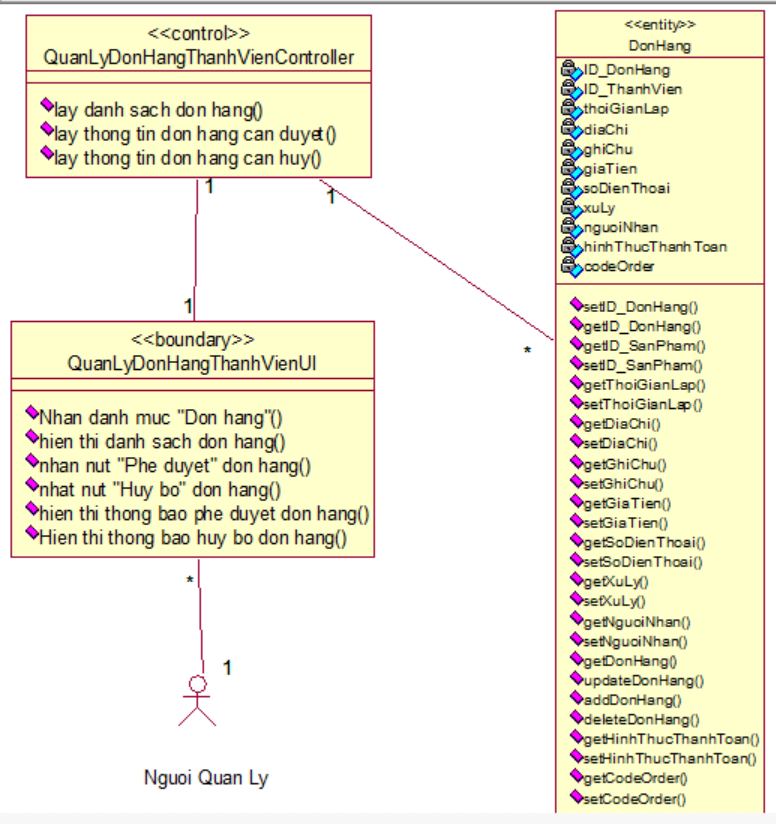 <<control>>
QuanLyDonHangThanhVienController
lay danh sach don hang()
lay thong tin don hang can duyet()
lay thong tin don hang can huy()
1
1
1
*
<<boundary>>
QuanLyDonHangThanhVienUI
Nhan danh muc "Don hang"()
hien thi danh sach don hang()
nhan nut "Phe duyet" don hang()
nhat nut "Huy bo" don hang()
hien thi thong bao phe duyet don hang()
Hien thi thong bao huy bo don hang()
*
1
Nguoi Quan Ly
<<entity>>
DonHang
ID_DonHang
ID_ThanhVien
thoiGianLap
diaChi
ghiChu
giaTien
soDienThoai
xuLy
nguoiNhan
hinhThucThanhToan
codeOrder
setID_DonHang()
getID_DonHang()
getID_SanPham()
setID_SanPham()
getThoiGianLap()
setThoiGianLap()
getDiaChi()
setDiaChi()
getGhiChu()
setGhiChu()
getGiaTien()
setGiaTien()
getSoDienThoai()
setSoDienThoai()
getXuLy()
setXuLy()
getNguoiNhan()
setNguoiNhan()
getDonHang()
updateDonHang()
addDonHang()
deleteDonHang()
getHinhThucThanhToan()
setHinhThucThanhToan()
getCodeOrder()
setCodeOrder()